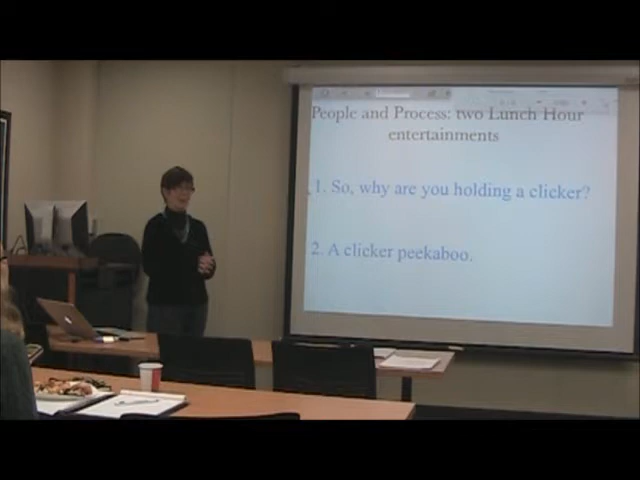 People and Process: two Lunch Hour
entertainments
1. So, why are you holding a clicker?
2. A clicker peekaboo.